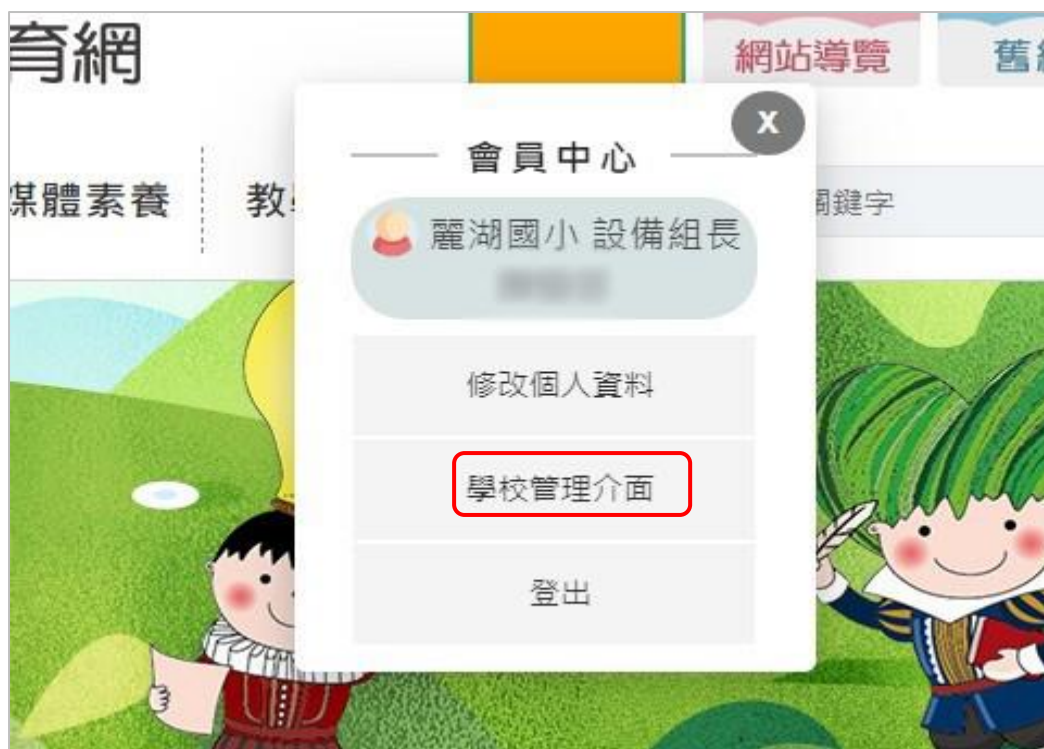 育網
網站導覽
舊
X
會員中心
媒體素養
教
關鍵字
麗湖國小 設備組長
修改個人資料
學校管理介面
登出